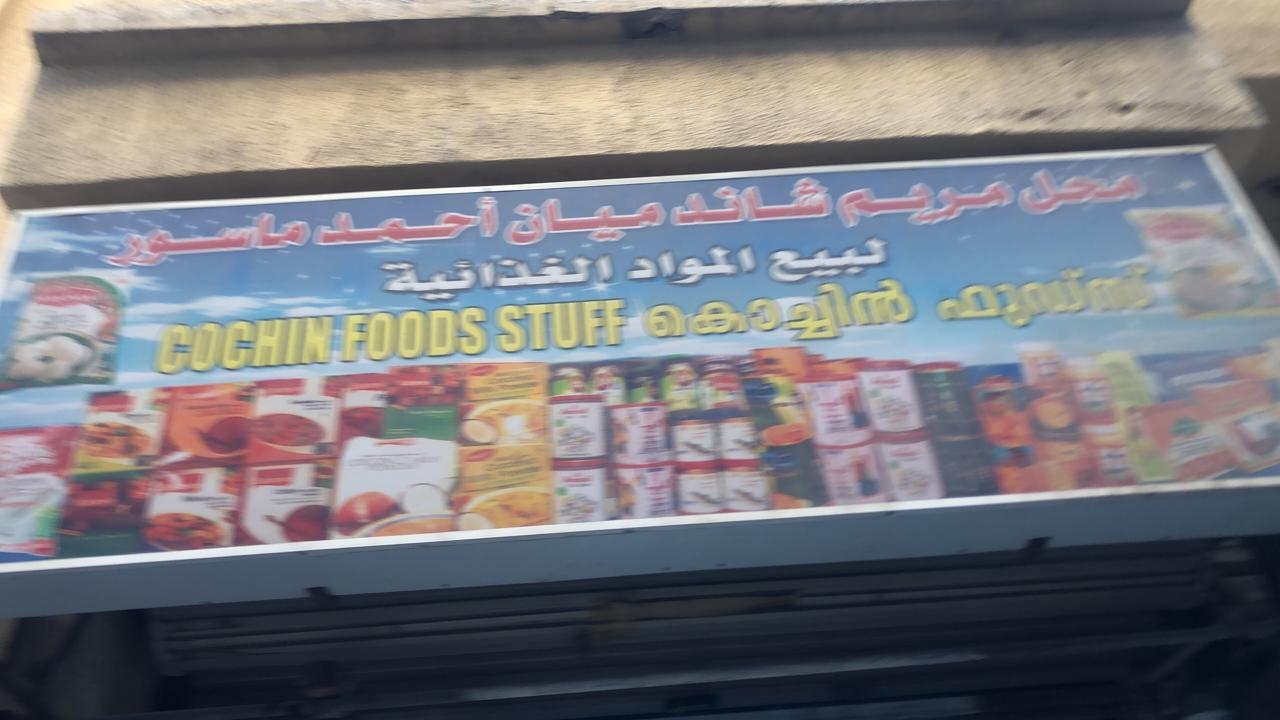 محل مريم شاند ميان أحمد ماسور
لبيع المواد الغذائية
COCHIN FOODS STUFF കൊച്ചിൻ ഫുഡ്സ്